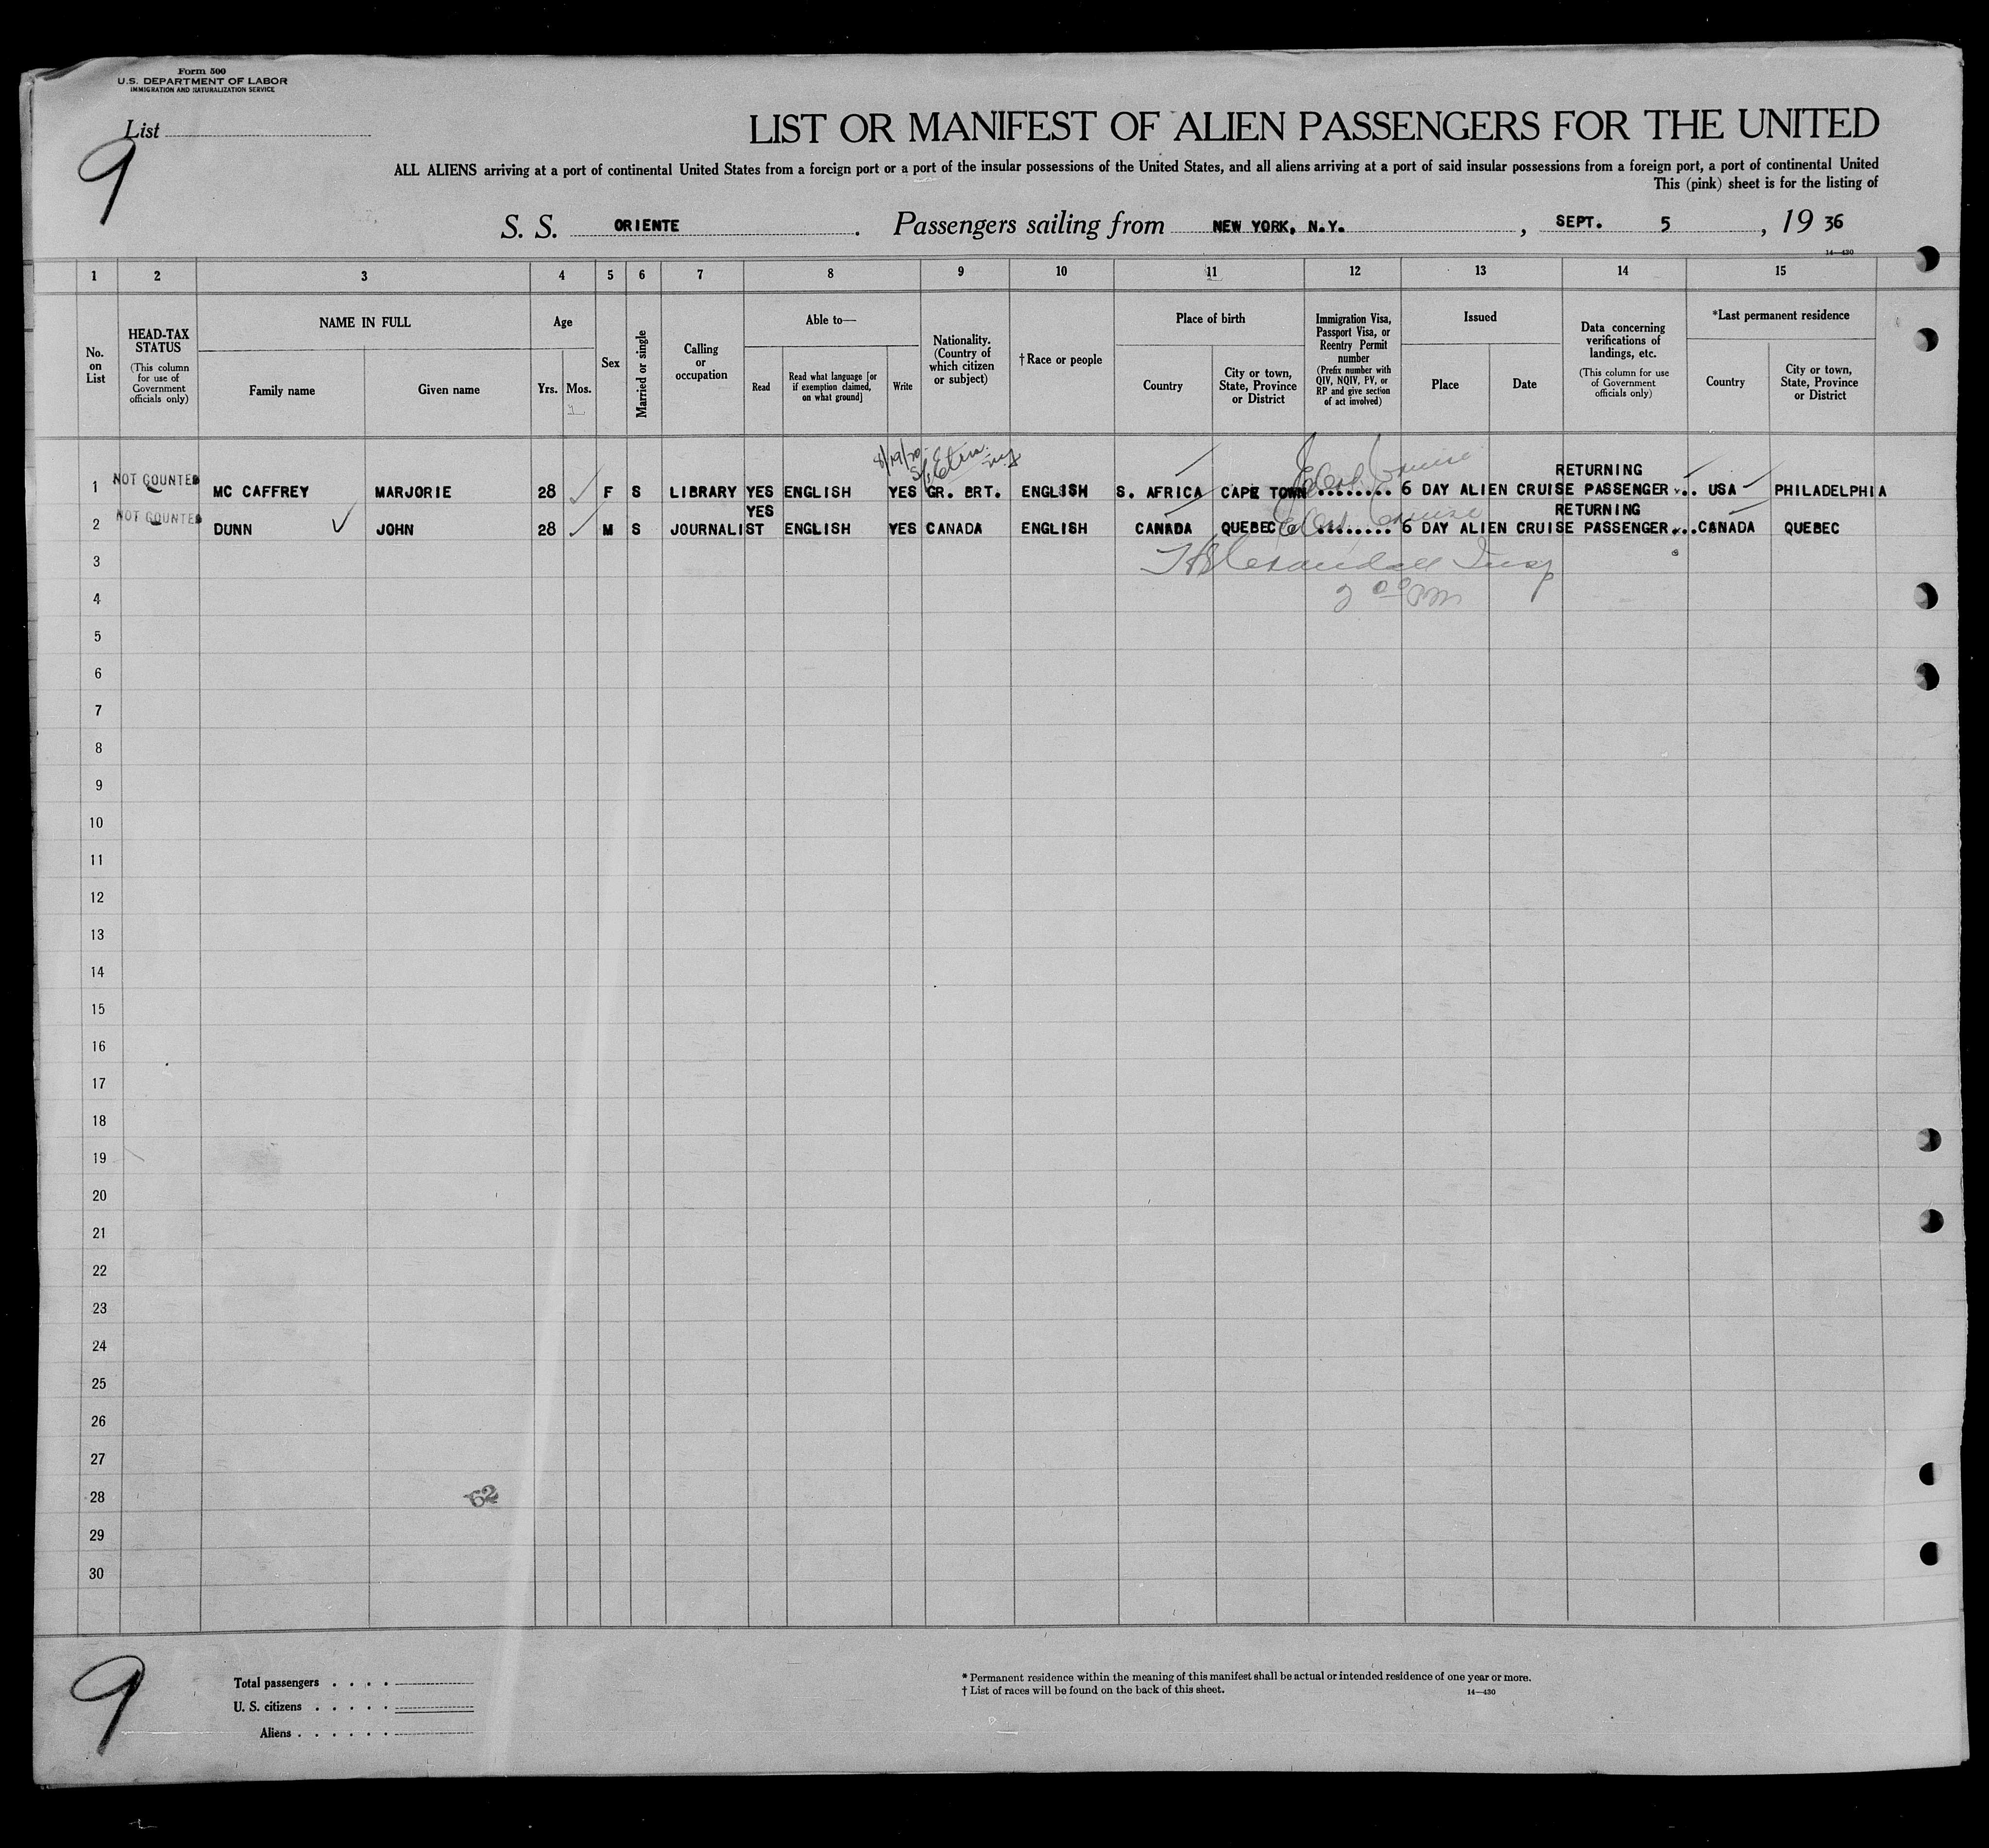 Form 500
U.S. DEPARTMENT OF LABOR
IMMIGRATION AND NATURALIZATION SERVICE
List
9
LIST OR MANIFEST OF ALIEN PASSENGERS FOR THE UNITED
ALL ALIENS arriving at a port of continental United States from a foreign port or a port of the insular possessions of the United States, and all aliens arriving at a port of said insular possessions from a foreign port, a port of continental United
This (pink) sheet is for the listing of
S. S. ORIENTE. Passengers sailing from NEW YORK, N.Y., SEPT. 5, 19 36
14—430
1 2 3 4 5 6 7 8 9 10 11 12 13 14 15
No. on List
HEAD-TAX STATUS
(This column for use of Government officials only)
NAME IN FULL
Family name
Given name
Age
Yrs.
Mos.
Sex
Married or single
Calling or occupation
Able to—
Read
Read what language [or if exemption claimed, on what ground]
Write
Nationality. (Country of which citizen or subject)
†Race or people
Place of birth
Country
City or town, State, Province or District
Immigration Visa, Passport Visa, or Reentry Permit number
(Prefix number with QIV, NQIV, PV, or RP and give section of act involved)
Issued
Place
Date
Data concerning verifications of landings, etc.
(This column for use of Government officials only)
*Last permanent residence
Country
City or town, State, Province or District
RETURNING
1 NOT COUNTED MC CAFFREY MARJORIE 28 F S LIBRARY YES ENGLISH YES GR. BRT. ENGLISH S. AFRICA CAPE TOWN ........ 6 DAY ALIEN CRUISE PASSENGER ... USA PHILADELPHIA
YES RETURNING
2 NOT COUNTED DUNN JOHN 28 M S JOURNALIST ENGLISH YES CANADA ENGLISH CANADA QUEBEC ........ 6 DAY ALIEN CRUISE PASSENGER...CANADA QUEBEC
3
Insp
4
2 00 PM
5
6
7
8
9
10
11
12
13
14
15
16
17
18
19
20
21
22
23
24
25
26
27
28
62
29
30
9
Total passengers . . . .
U. S. citizens . . . . .
Aliens . . . . . .
* Permanent residence within the meaning of this manifest shall be actual or intended residence of one year or more.
† List of races will be found on the back of this sheet.
14—430